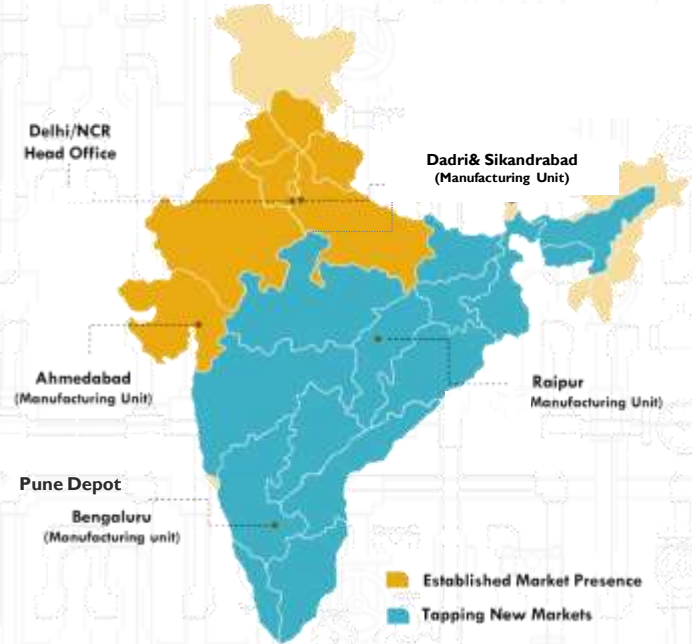 Delhi/NCR
Head Office
Dadri& Sikandrabad
(Manufacturing Unit)
Ahmedabad
(Manufacturing Unit)
Raipur
Manufacturing Unit)
Pune Depot
Bengaluru
(Manufacturing unit)
Established Market Presence
Tapping New Markets